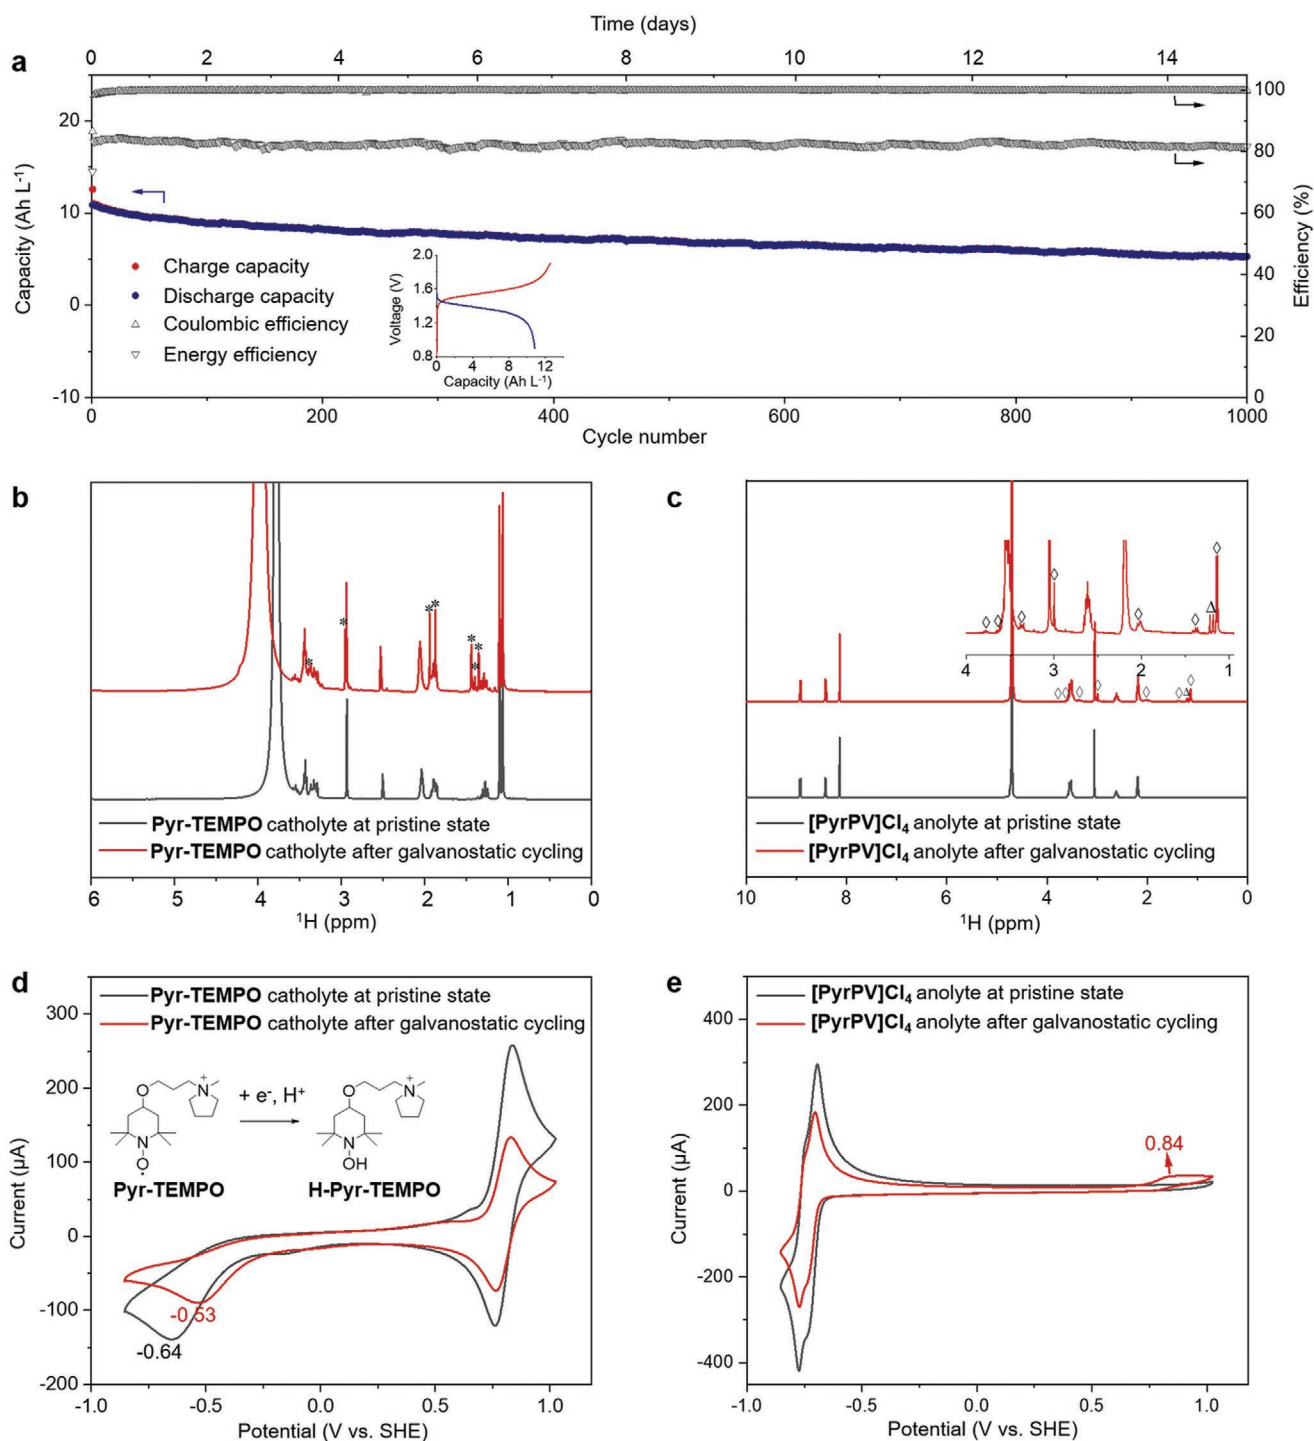 Time (days)
0 2 4 6 8 10 12 14
a
Capacity (Ah L-1)
20
10
0
-10
Charge capacity
Discharge capacity
Coulombic efficiency
Energy efficiency
Voltage (V)
2.0
1.6
1.2
0.8
0 4 8 12
Capacity (Ah L-1)
100
80
60
40
20
0
Efficiency (%)
0 200 400 600 800 1000
Cycle number
b
* * * * * * *
Pyr-TEMPO catholyte at pristine state
Pyr-TEMPO catholyte after galvanostatic cycling
6 5 4 3 2 1 0
1H (ppm)
c
4 3 2 1
[PyrPV]Cl4 anolyte at pristine state
[PyrPV]Cl4 anolyte after galvanostatic cycling
10 8 6 4 2 0
1H (ppm)
d
Pyr-TEMPO catholyte at pristine state
Pyr-TEMPO catholyte after galvanostatic cycling
Current (μA)
300
200
100
0
-100
-200
O N+
N
O·
+ e-, H+
O N+
N
OH
Pyr-TEMPO H-Pyr-TEMPO
-0.53
-0.64
-1.0 -0.5 0.0 0.5 1.0
Potential (V vs. SHE)
e
[PyrPV]Cl4 anolyte at pristine state
[PyrPV]Cl4 anolyte after galvanostatic cycling
Current (μA)
400
200
0
-200
-400
0.84
-1.0 -0.5 0.0 0.5 1.0
Potential (V vs. SHE)